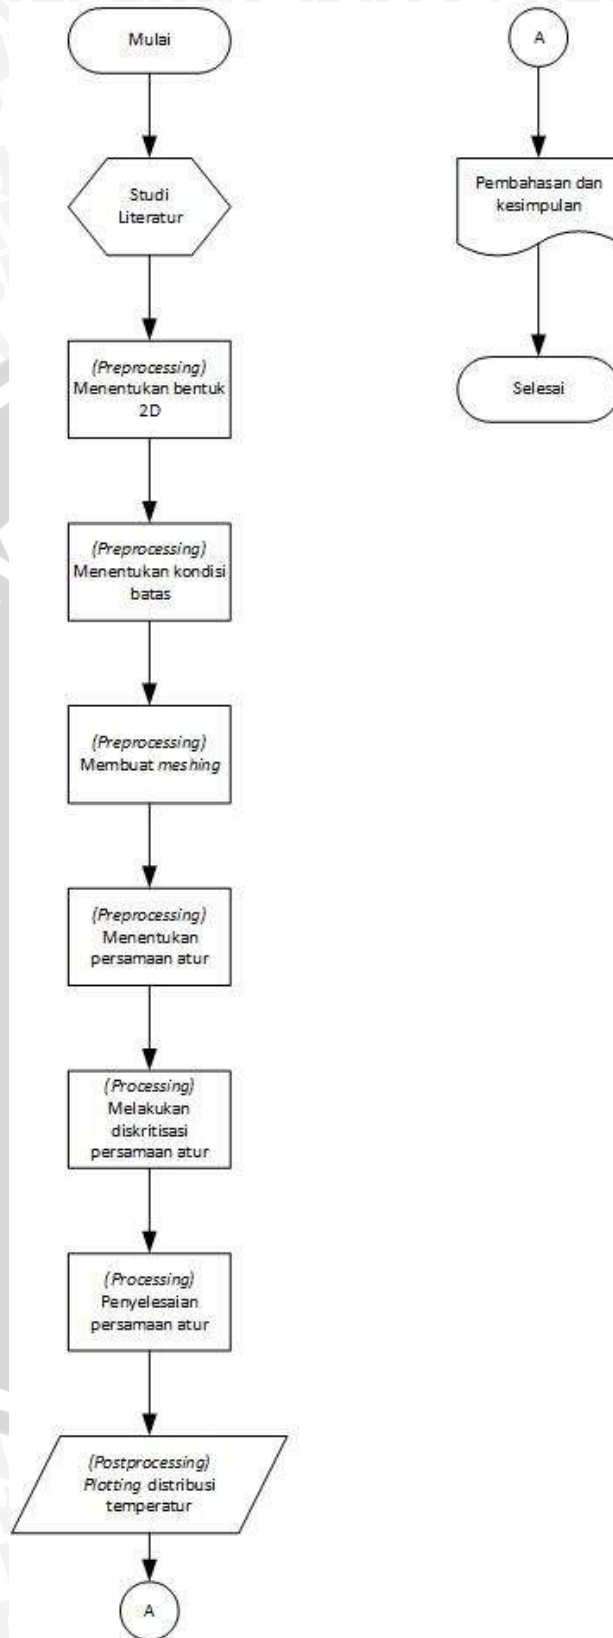 Mulai
Studi
Literatur
(Preprocessing)
Menentukan bentuk
2D
(Preprocessing)
Menentukan kondisi
batas
(Preprocessing)
Membuat meshing
(Preprocessing)
Menentukan
persamaan atur
(Processing)
Melakukan
diskritisasi
persamaan atur
(Processing)
Penyelesaian
persamaan atur
(Postprocessing)
Plotting distribusi
temperatur
A
A
Pembahasan dan
kesimpulan
Selesai